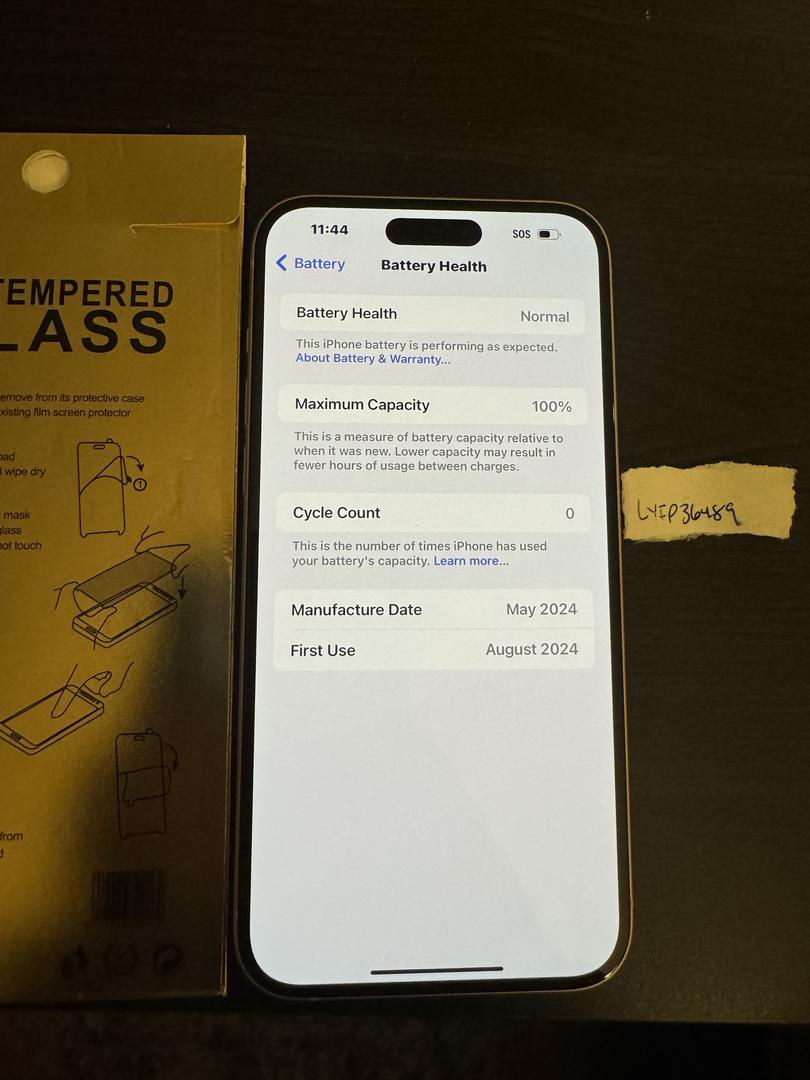 TEMPERED
LASS
emove from its protective case
xisting film screen protector
oad
d wipe dry
1
mask
glass
not touch
from
d
11:44
SOS
Battery
Battery Health
Battery Health
Normal
This iPhone battery is performing as expected.
About Battery & Warranty...
Maximum Capacity
100%
This is a measure of battery capacity relative to
when it was new. Lower capacity may result in
fewer hours of usage between charges.
Cycle Count
0
This is the number of times iPhone has used
your battery's capacity. Learn more...
Manufacture Date
May 2024
First Use
August 2024